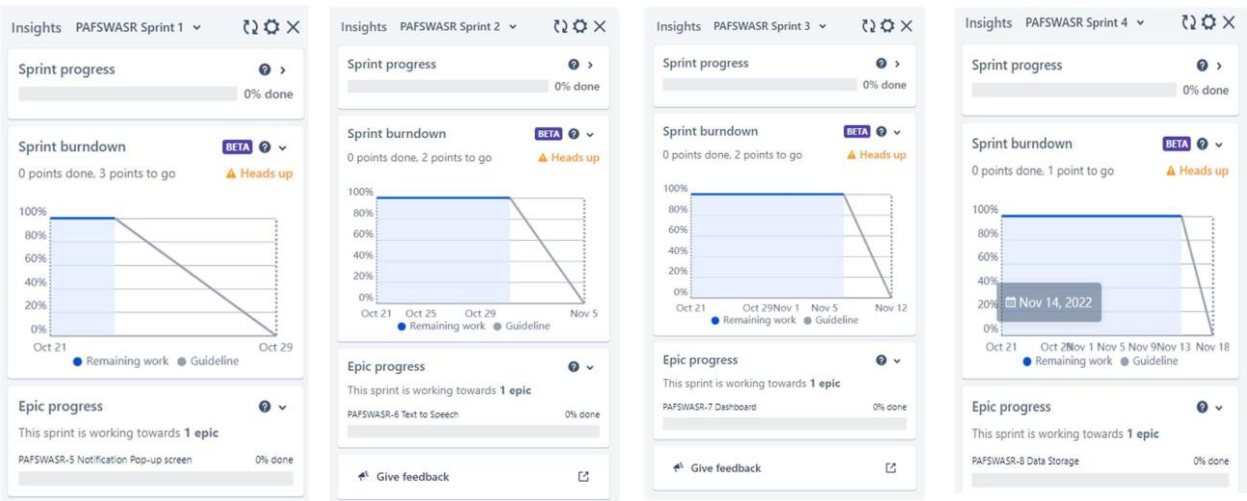 Insights PAFSWASR Sprint 1
Sprint progress
0% done
Sprint burndown BETA
0 points done, 3 points to go Heads up
100%
80%
60%
40%
20%
0%
Oct 21 Oct 29
Remaining work Guideline
Epic progress
This sprint is working towards 1 epic
PAFSWASR-5 Notification Pop-up screen 0% done
Insights PAFSWASR Sprint 2
Sprint progress
0% done
Sprint burndown BETA
0 points done, 2 points to go Heads up
100%
80%
60%
40%
20%
0%
Oct 21 Oct 25 Oct 29 Nov 5
Remaining work Guideline
Epic progress
This sprint is working towards 1 epic
PAFSWASR-6 Text to Speech 0% done
Give feedback
Insights PAFSWASR Sprint 3
Sprint progress
0% done
Sprint burndown BETA
0 points done, 2 points to go Heads up
100%
80%
60%
40%
20%
0%
Oct 21 Oct 29 Nov 1 Nov 5 Nov 12
Remaining work Guideline
Epic progress
This sprint is working towards 1 epic
PAFSWASR-7 Dashboard 0% done
Give feedback
Insights PAFSWASR Sprint 4
Sprint progress
0% done
Sprint burndown BETA
0 points done, 1 point to go Heads up
100%
80%
60%
40%
20%
Nov 14, 2022
0%
Oct 21 Oct Nov 1 Nov 5 Nov 9 Nov 13 Nov 18
Remaining work Guideline
Epic progress
This sprint is working towards 1 epic
PAFSWASR-8 Data Storage 0% done